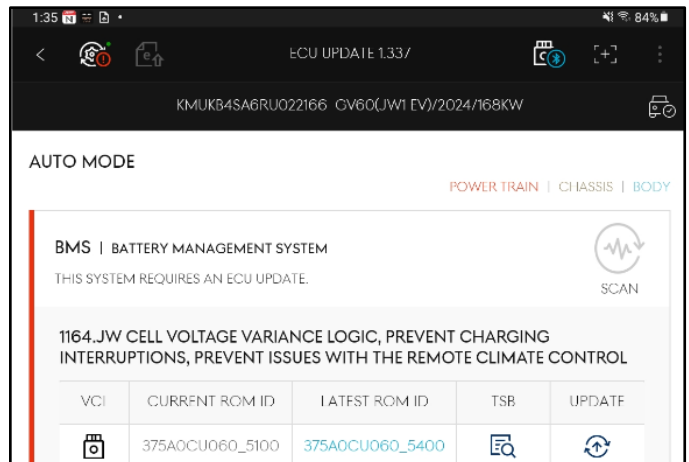 1:35 84%
ECU UPDATE 1.337
KMUKB4SA6RU022166 GV60(JW1 EV)/2024/168KW
AUTO MODE
POWER TRAIN | CHASSIS | BODY
BMS | BATTERY MANAGEMENT SYSTEM
THIS SYSTEM REQUIRES AN ECU UPDATE.
SCAN
1164.JW CELL VOLTAGE VARIANCE LOGIC, PREVENT CHARGING
INTERRUPTIONS, PREVENT ISSUES WITH THE REMOTE CLIMATE CONTROL
VCI CURRENT ROM ID LATEST ROM ID TSB UPDATE
375A0CU060_5100 375A0CU060_5400